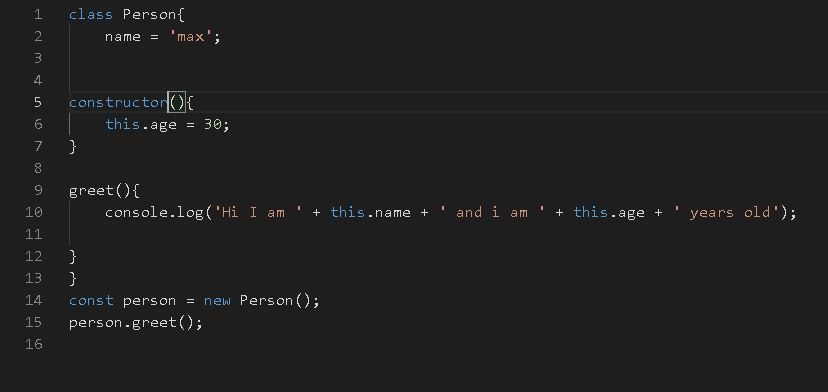 1 class Person{
2     name = 'max';
3
4
5 constructor(){
6     this.age = 30;
7 }
8
9 greet(){
10     console.log('Hi I am ' + this.name + ' and i am ' + this.age + ' years old');
11
12 }
13 }
14 const person = new Person();
15 person.greet();
16